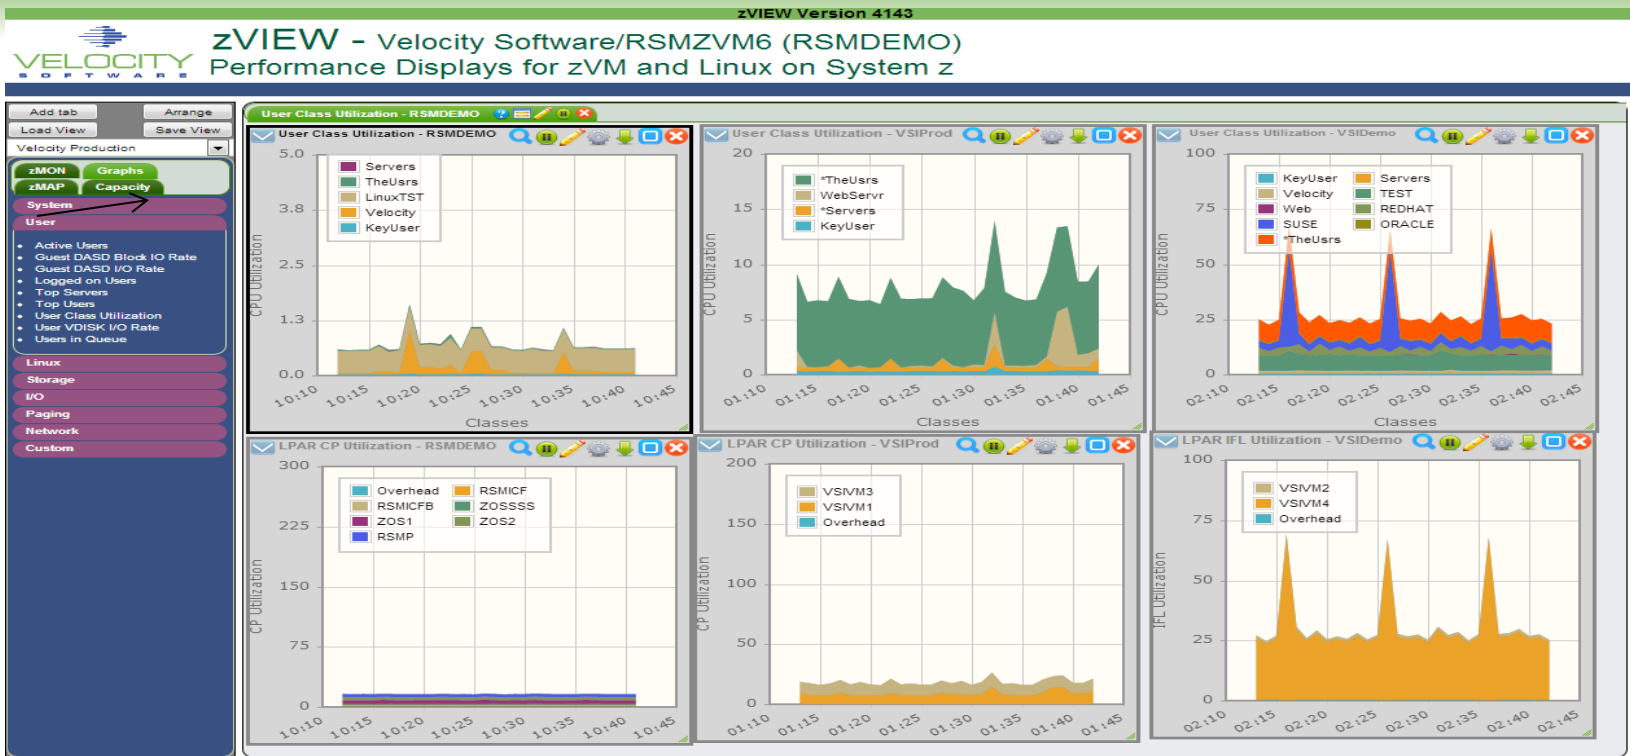 zVIEW Version 4143
VELOCITY
SOFTWARE
zVIEW - Velocity Software/RSMZVM6 (RSMDEMO)
Performance Displays for zVM and Linux on System z
Add tab Arrange
Load View Save View
Velocity Production
zMON Graphs
zMAP Capacity
System
User
Active Users
Guest DASD Block IO Rate
Guest DASD I/O Rate
Logged on Users
Top Servers
Top Users
User Class Utilization
User VDISK I/O Rate
Users in Queue
Linux
Storage
I/O
Paging
Network
Custom
User Class Utilization - RSMDEMO
User Class Utilization - RSMDEMO
5.0
3.8
2.5
1.3
0.0
CPU Utilization
Servers
TheUsrs
LinuxTST
Velocity
KeyUser
10:10 10:15 10:20 10:25 10:30 10:35 10:40 10:45
Classes
User Class Utilization - VSIProd
20
15
10
5
0
CPU Utilization
*TheUsrs
WebServr
*Servers
KeyUser
01:10 01:15 01:20 01:25 01:30 01:35 01:40 01:45
Classes
User Class Utilization - VSIDemo
100
75
50
25
0
CPU Utilization
KeyUser Servers
Velocity TEST
Web REDHAT
SUSE ORACLE
*TheUsrs
02:10 02:15 02:20 02:25 02:30 02:35 02:40 02:45
Classes
LPAR CP Utilization - RSMDEMO
300
225
150
75
0
CP Utilization
Overhead RSMICF
RSMICFB ZOSSSS
ZOS1 ZOS2
RSMP
10:10 10:15 10:20 10:25 10:30 10:35 10:40 10:45
LPAR CP Utilization - VSIProd
200
150
100
50
0
CP Utilization
VSIVM3
VSIVM1
Overhead
01:10 01:15 01:20 01:25 01:30 01:35 01:40 01:45
LPAR IFL Utilization - VSIDemo
100
75
50
25
0
IFL Utilization
VSIVM2
VSIVM4
Overhead
02:10 02:15 02:20 02:25 02:30 02:35 02:40 02:45